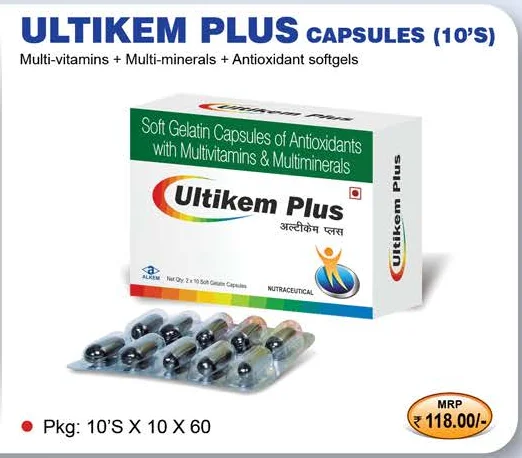 ULTIKEM PLUS CAPSULES (10'S)
Multi-vitamins + Multi-minerals + Antioxidant softgels
Ultikem Plus
Soft Gelatin Capsules of Antioxidants
with Multivitamins & Multiminerals
Ultikem Plus
अल्टीकेम प्लस
Ultikem Plus
a
ALKEM
Net Qty. 2 x 10 Soft Gelatin Capsules
NUTRACEUTICAL
Pkg: 10'S X 10 X 60
MRP
₹ 118.00/-